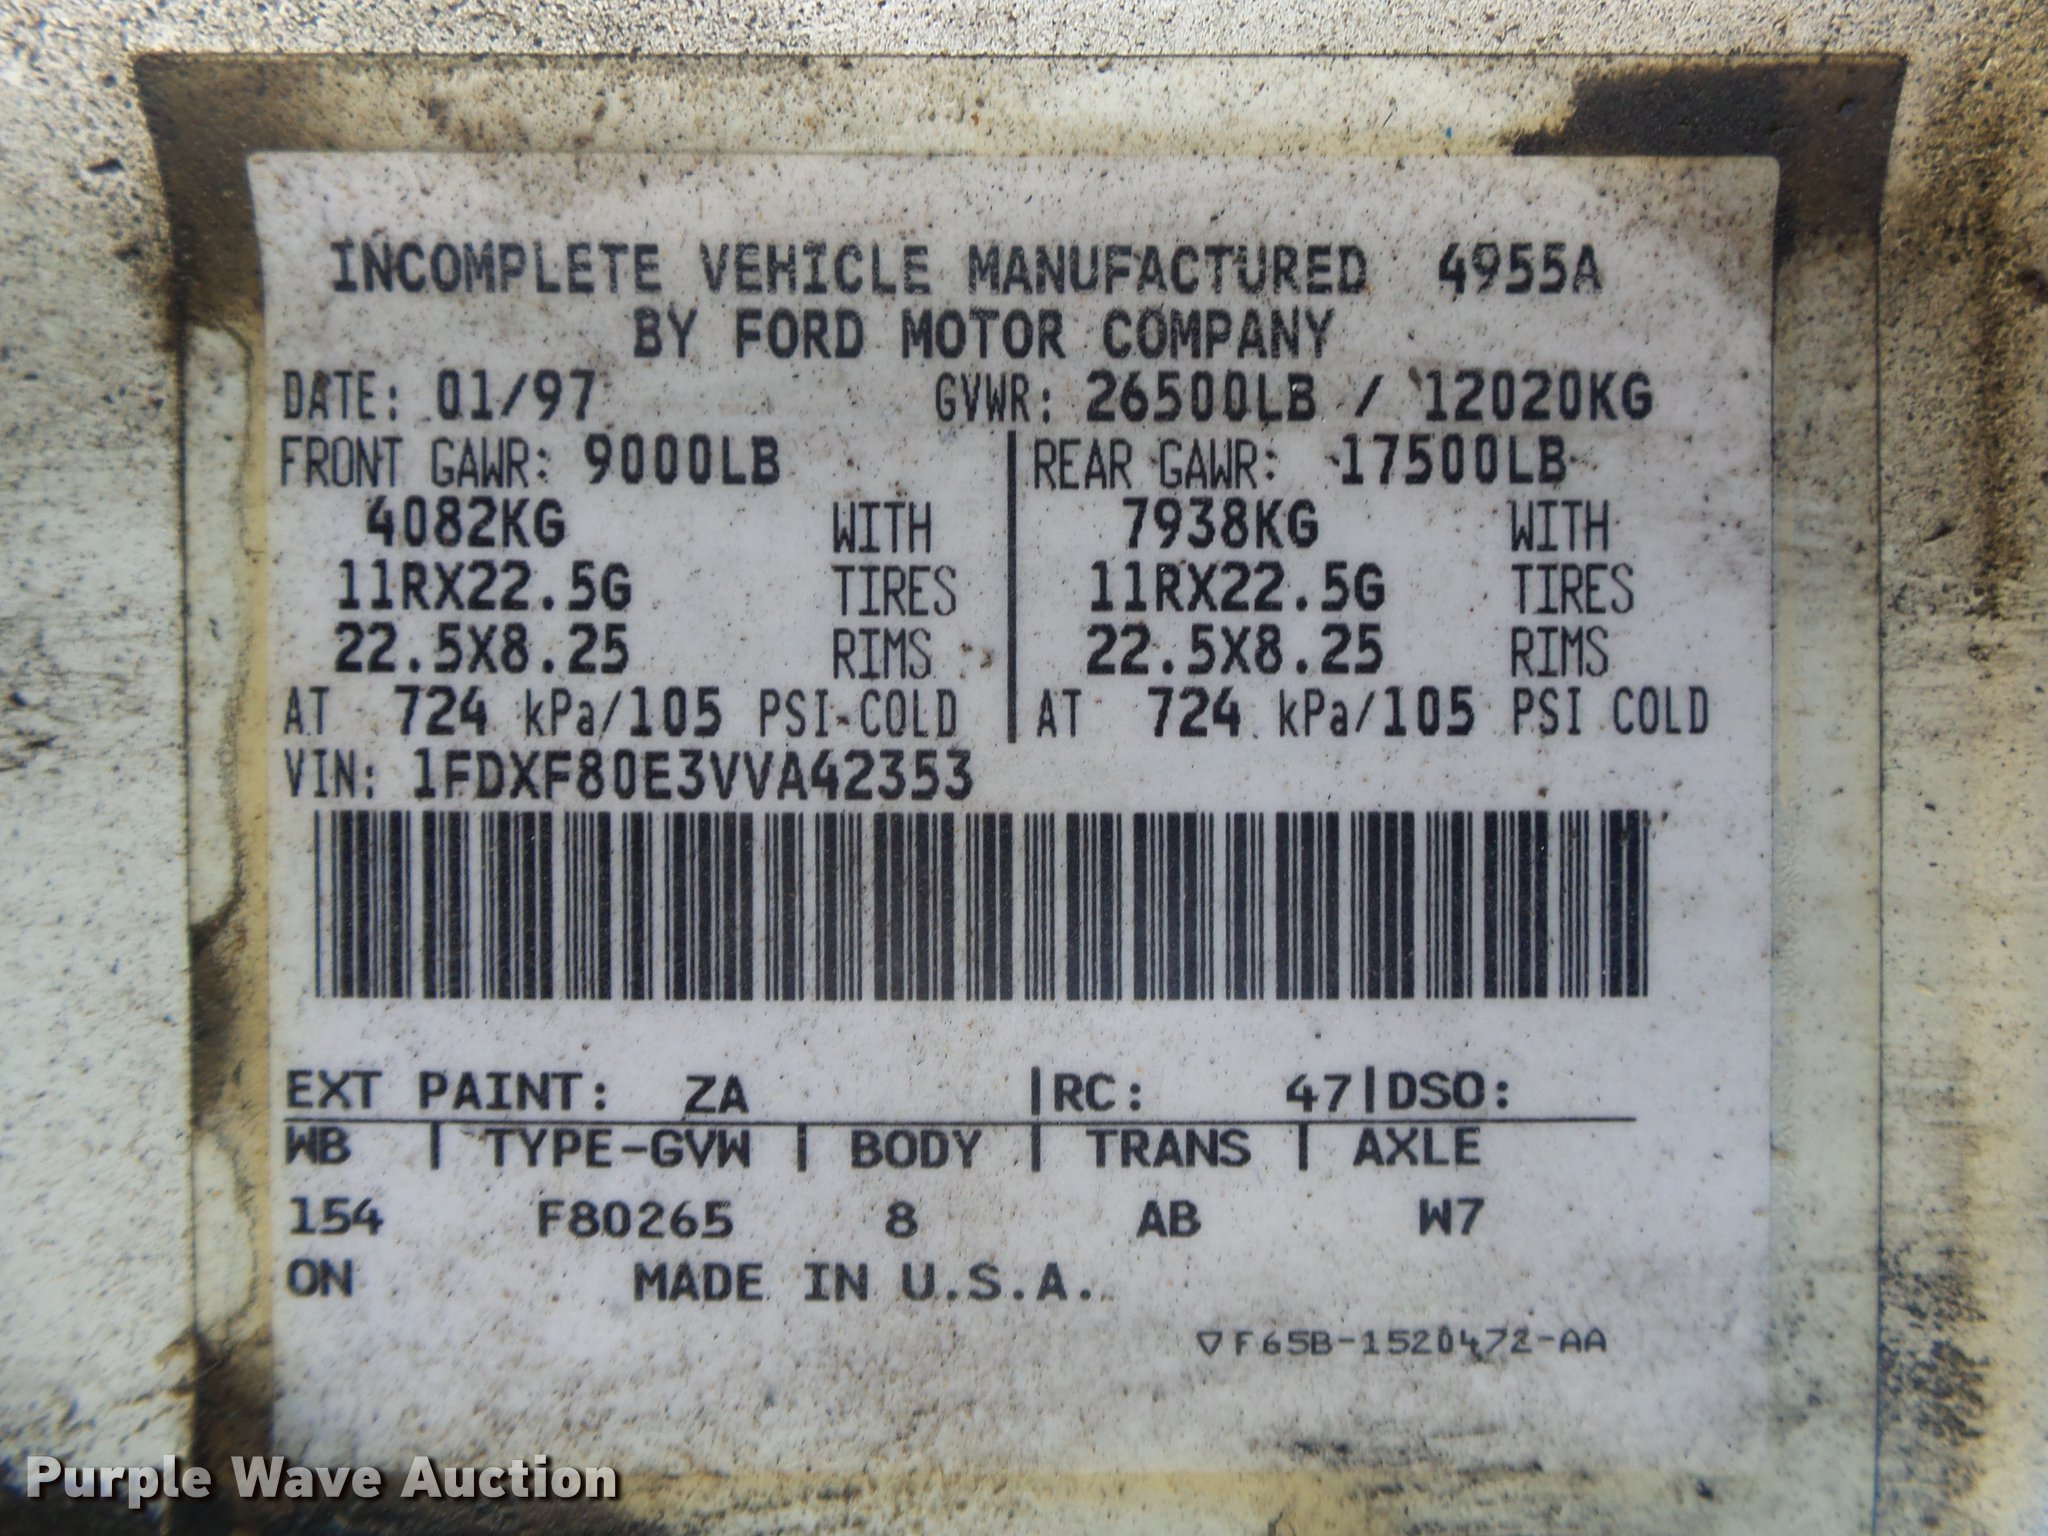 INCOMPLETE VEHICLE MANUFACTURED 4955A
BY FORD MOTOR COMPANY
DATE: 01/97 GVWR: 26500LB / 12020KG
FRONT GAWR: 9000LB REAR GAWR: 17500LB
4082KG WITH 7938KG WITH
11RX22.5G TIRES 11RX22.5G TIRES
22.5X8.25 RIMS 22.5X8.25 RIMS
AT 724 kPa/105 PSI COLD AT 724 kPa/105 PSI COLD
VIN: 1FDXF80E3VVA42353
EXT PAINT: ZA |RC: 47|DSO:
WB | TYPE-GVW | BODY | TRANS | AXLE
154 F80265 8 AB W7
ON MADE IN U.S.A.
▽F65B-1520472-AA
Purple Wave Auction